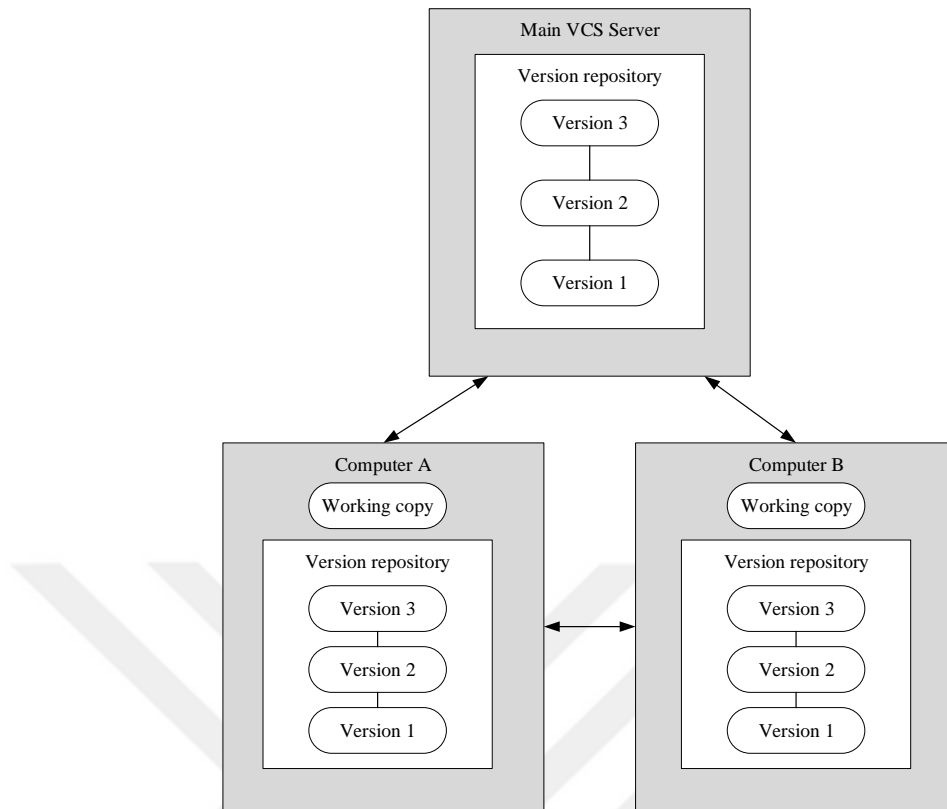 Main VCS Server
Version repository
Version 3
Version 2
Version 1
Computer A
Working copy
Version repository
Version 3
Version 2
Version 1
Computer B
Working copy
Version repository
Version 3
Version 2
Version 1